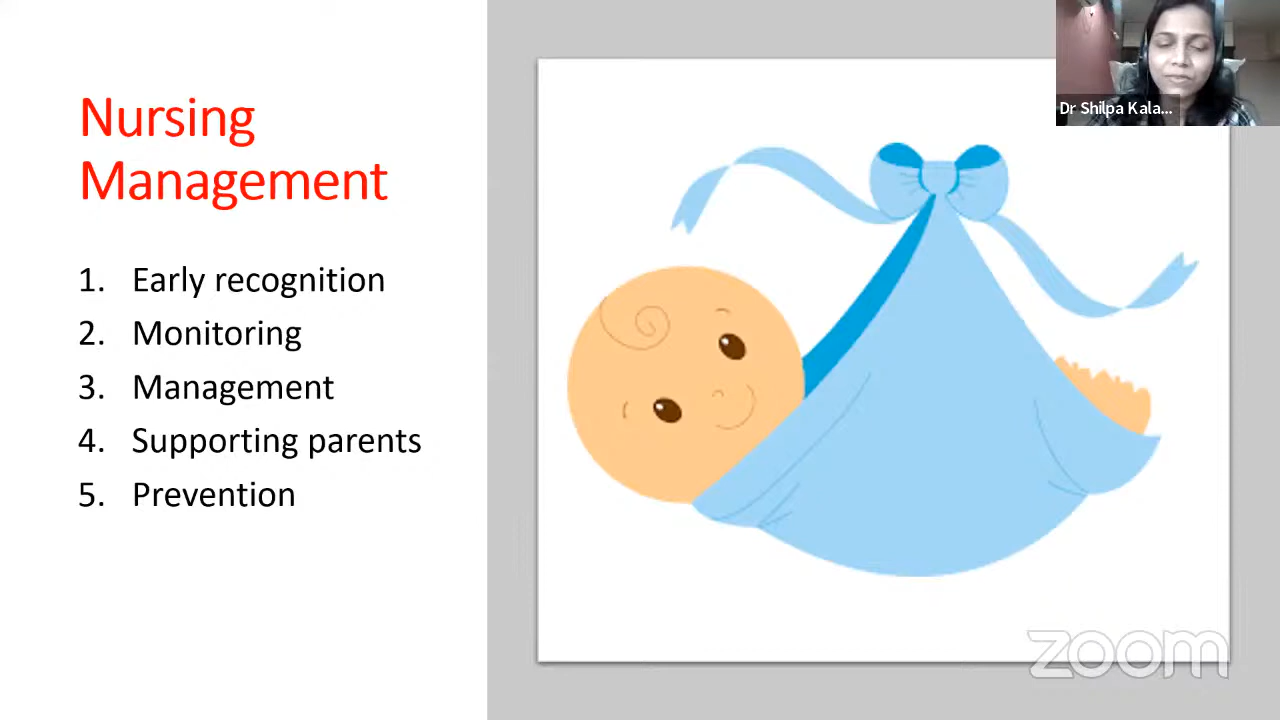 Nursing
Management
1. Early recognition
2. Monitoring
3. Management
4. Supporting parents
5. Prevention
Dr Shilpa Kala...
zoom